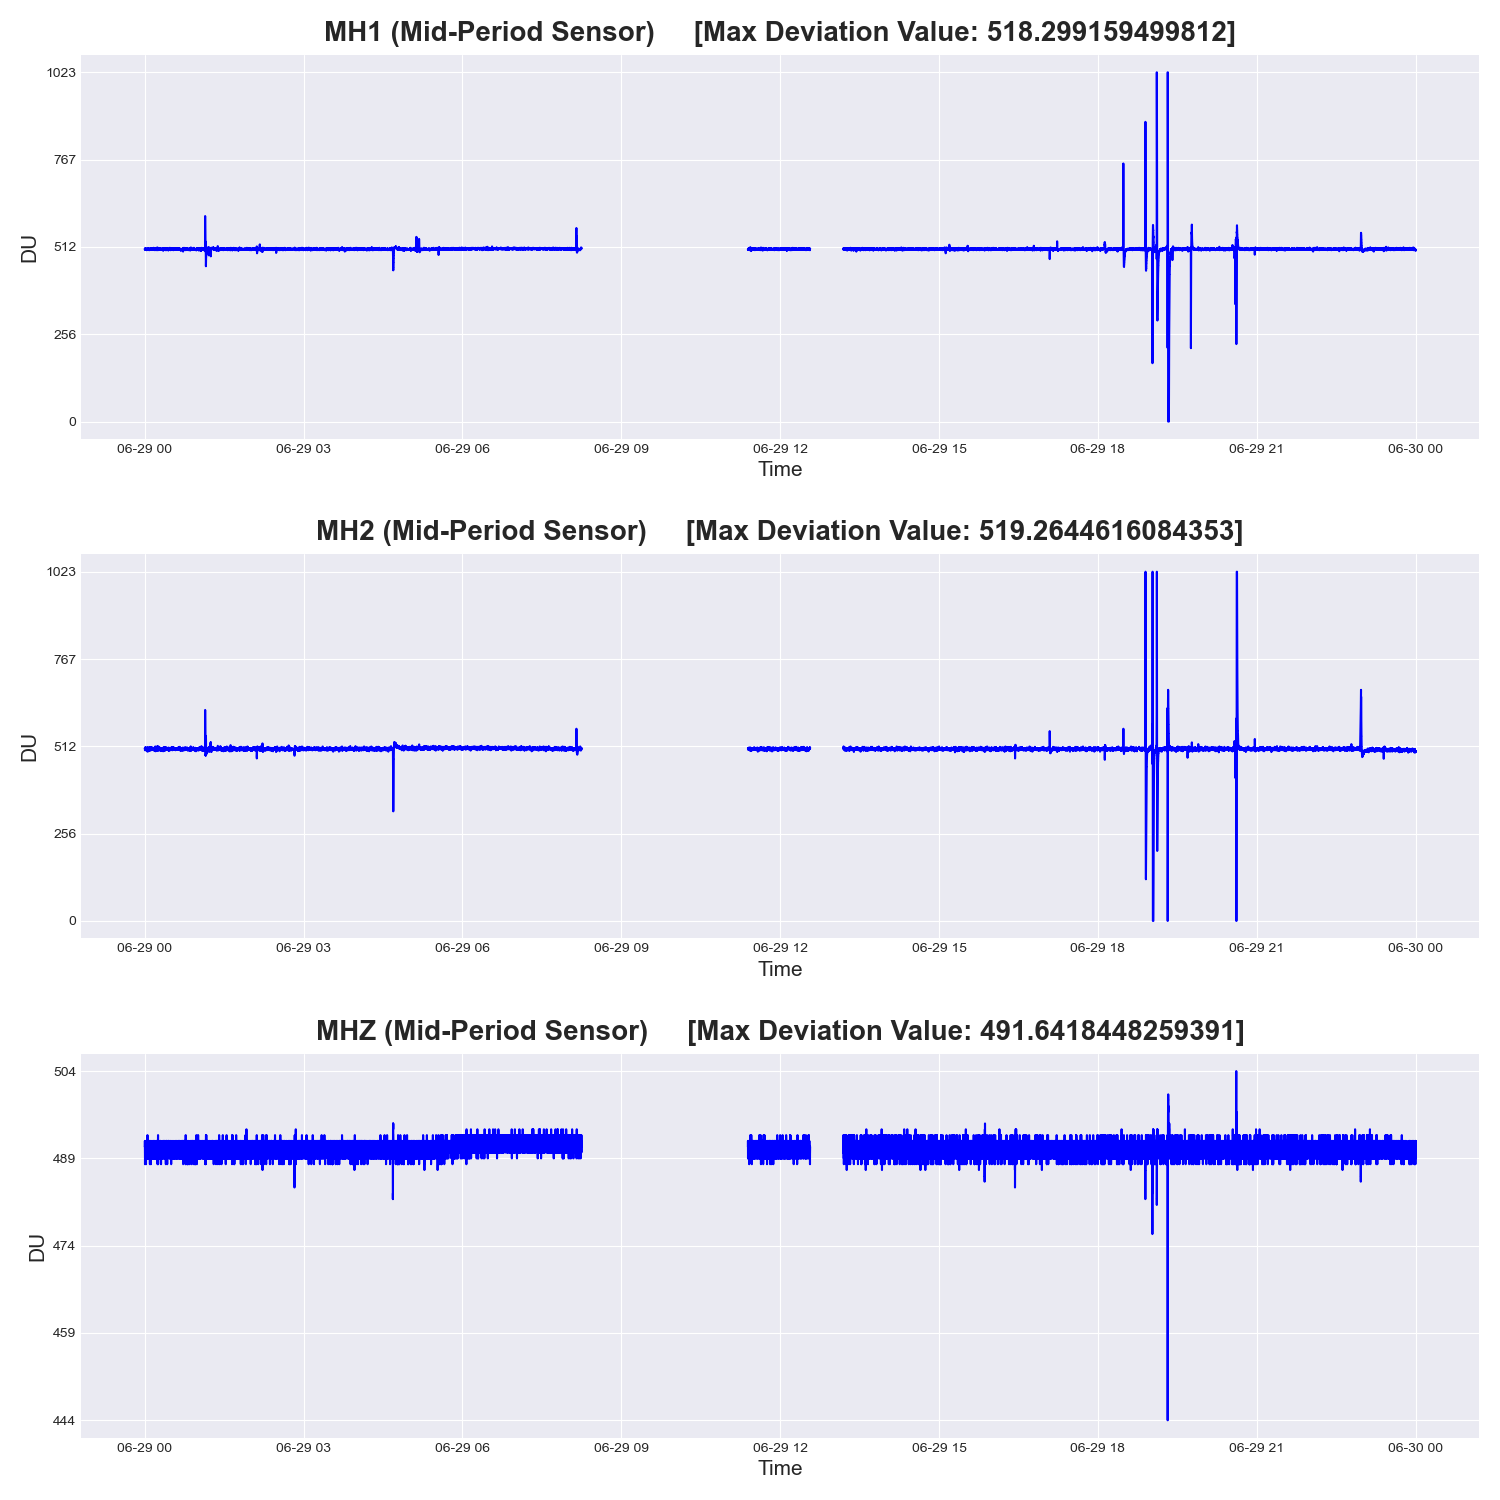 MH1 (Mid-Period Sensor) [Max Deviation Value: 518.299159499812]
1023
767
512
256
0
DU
06-29 00 06-29 03 06-29 06 06-29 09 06-29 12 06-29 15 06-29 18 06-29 21 06-30 00
Time
MH2 (Mid-Period Sensor) [Max Deviation Value: 519.2644616084353]
1023
767
512
256
0
DU
06-29 00 06-29 03 06-29 06 06-29 09 06-29 12 06-29 15 06-29 18 06-29 21 06-30 00
Time
MHZ (Mid-Period Sensor) [Max Deviation Value: 491.6418448259391]
504
489
474
459
444
DU
06-29 00 06-29 03 06-29 06 06-29 09 06-29 12 06-29 15 06-29 18 06-29 21 06-30 00
Time